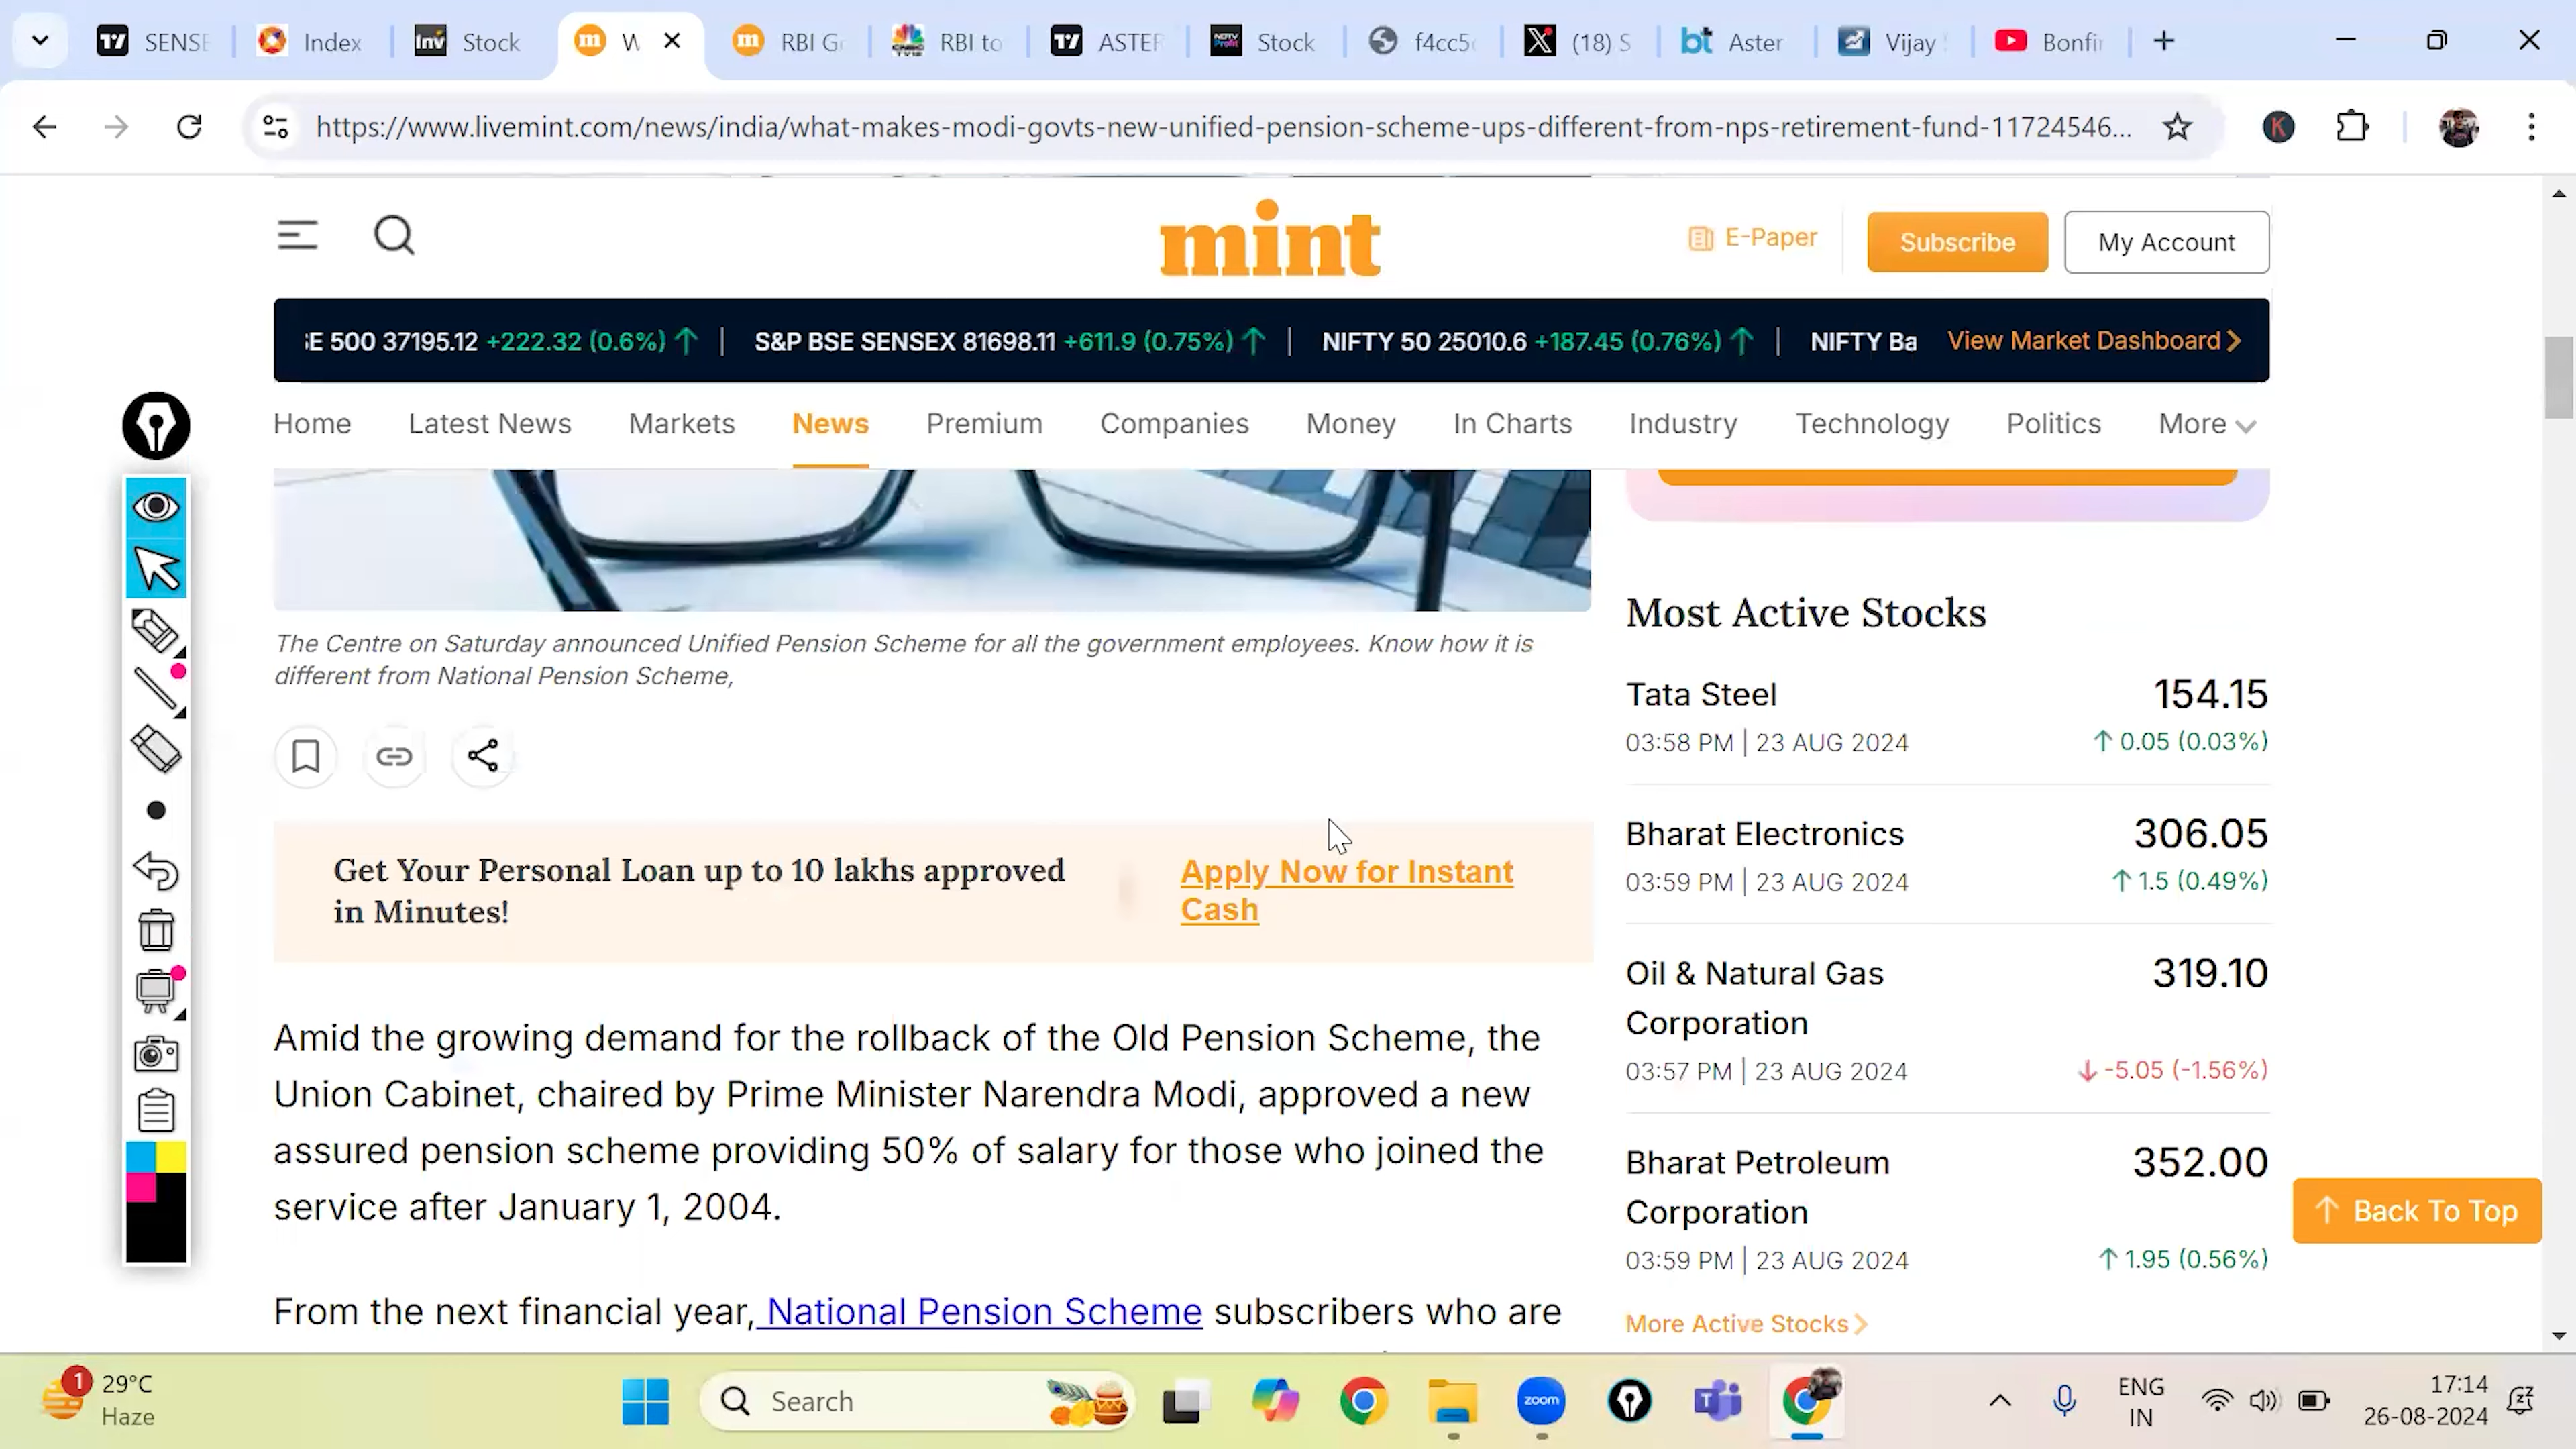 SENSE
Index
Stock
W
RBI G
RBI to
ASTER
Stock
f4cc5
(18) S
Aster
Vijay
Bonfi
https://www.livemint.com/news/india/what-makes-modi-govts-new-unified-pension-scheme-ups-different-from-nps-retirement-fund-11724546...
K
mint
E-Paper
Subscribe
My Account
E 500 37195.12 +222.32 (0.6%) ↑ | S&P BSE SENSEX 81698.11 +611.9 (0.75%) ↑ | NIFTY 50 25010.6 +187.45 (0.76%) ↑ | NIFTY Ba View Market Dashboard
Home Latest News Markets News Premium Companies Money In Charts Industry Technology Politics More
The Centre on Saturday announced Unified Pension Scheme for all the government employees. Know how it is
different from National Pension Scheme,
Get Your Personal Loan up to 10 lakhs approved
in Minutes!
Apply Now for Instant
Cash
Amid the growing demand for the rollback of the Old Pension Scheme, the
Union Cabinet, chaired by Prime Minister Narendra Modi, approved a new
assured pension scheme providing 50% of salary for those who joined the
service after January 1, 2004.
From the next financial year, National Pension Scheme subscribers who are
Most Active Stocks
Tata Steel 154.15
03:58 PM | 23 AUG 2024 ↑ 0.05 (0.03%)
Bharat Electronics 306.05
03:59 PM | 23 AUG 2024 ↑ 1.5 (0.49%)
Oil & Natural Gas 319.10
Corporation
03:57 PM | 23 AUG 2024 ↓ -5.05 (-1.56%)
Bharat Petroleum 352.00
Corporation
03:59 PM | 23 AUG 2024 ↑ 1.95 (0.56%)
More Active Stocks
↑ Back To Top
1
29°C
Haze
Search
zoom
ENG
IN
17:14
26-08-2024